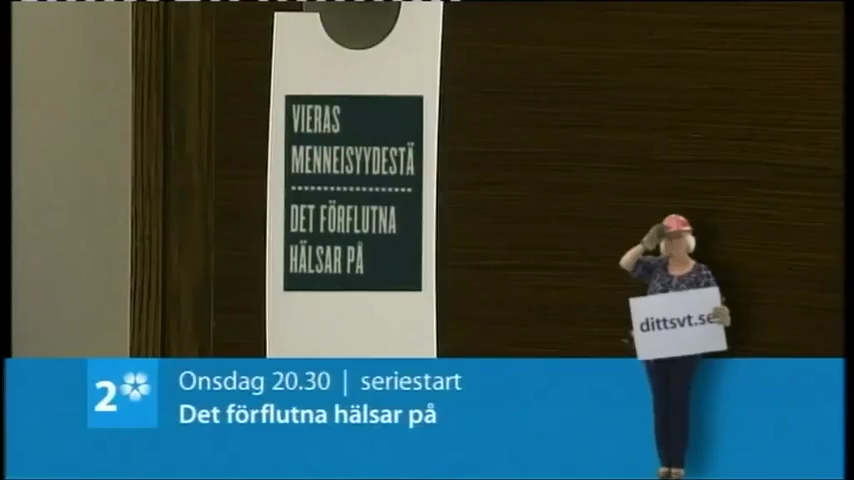 VIERAS
MENNEISYYDESTÄ
DET FÖRFLUTNA
HÄLSAR PÅ
dittsvt.se
2
Onsdag 20.30 | seriestart
Det förflutna hälsar på